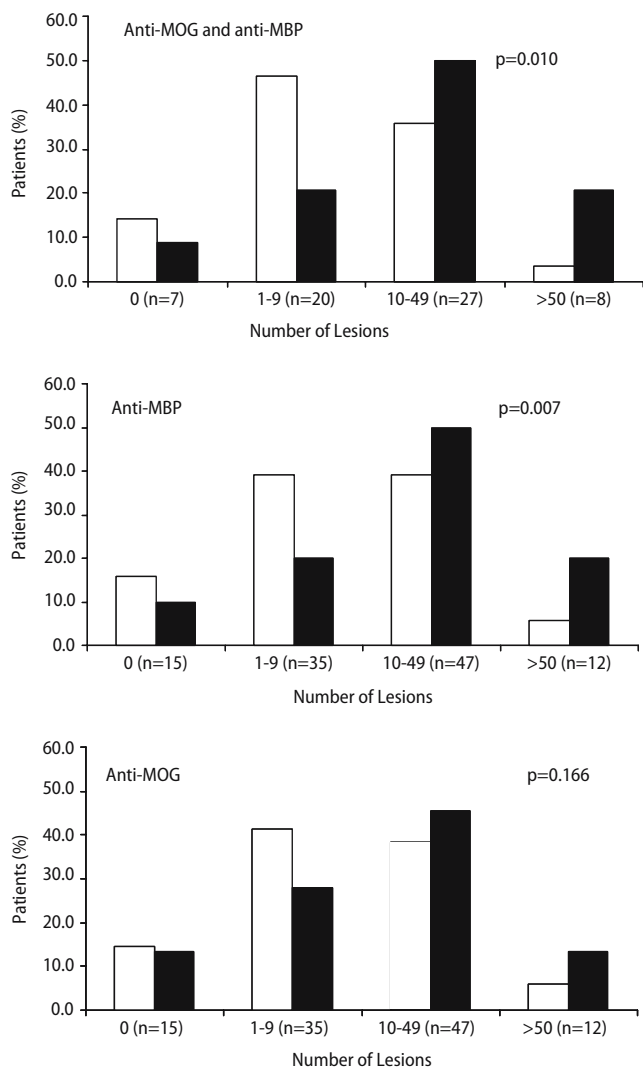 60.0
Anti-MOG and anti-MBP
p=0.010
50.0
40.0
30.0
20.0
10.0
0.0
Patients (%)
0 (n=7) 1-9 (n=20) 10-49 (n=27) >50 (n=8)
Number of Lesions
60.0
Anti-MBP
p=0.007
50.0
40.0
30.0
20.0
10.0
0.0
Patients (%)
0 (n=15) 1-9 (n=35) 10-49 (n=47) >50 (n=12)
Number of Lesions
60.0
Anti-MOG
p=0.166
50.0
40.0
30.0
20.0
10.0
0.0
Patients (%)
0 (n=15) 1-9 (n=35) 10-49 (n=47) >50 (n=12)
Number of Lesions